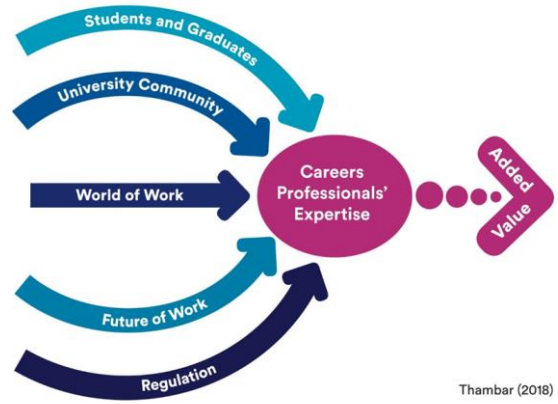 Students and Graduates
University Community
World of Work
Future of Work
Regulation
Careers
Professionals'
Expertise
Added
Value
Thambar (2018)